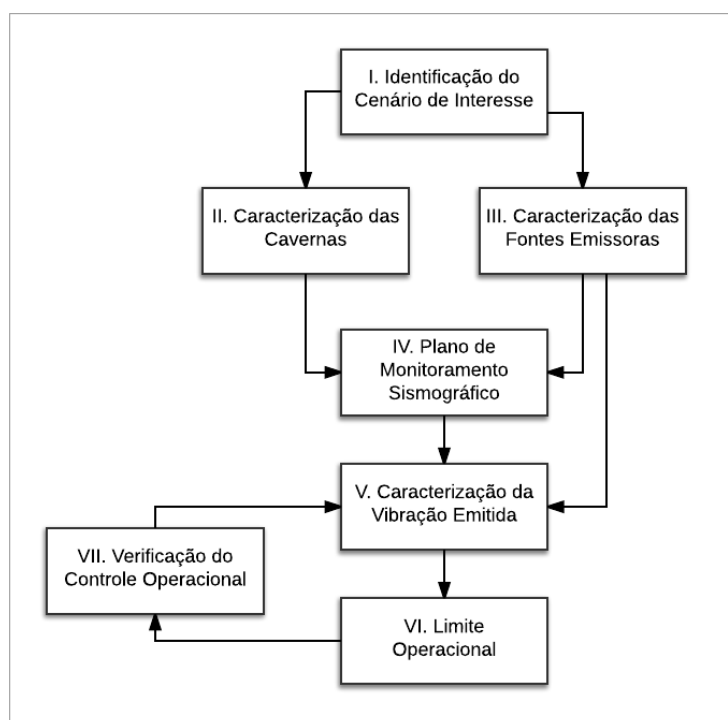 I. Identificação do
Cenário de Interesse
II. Caracterização das
Cavernas
III. Caracterização das
Fontes Emissoras
IV. Plano de
Monitoramento
Sismográfico
V. Caracterização da
Vibração Emitida
VII. Verificação do
Controle Operacional
VI. Limite
Operacional